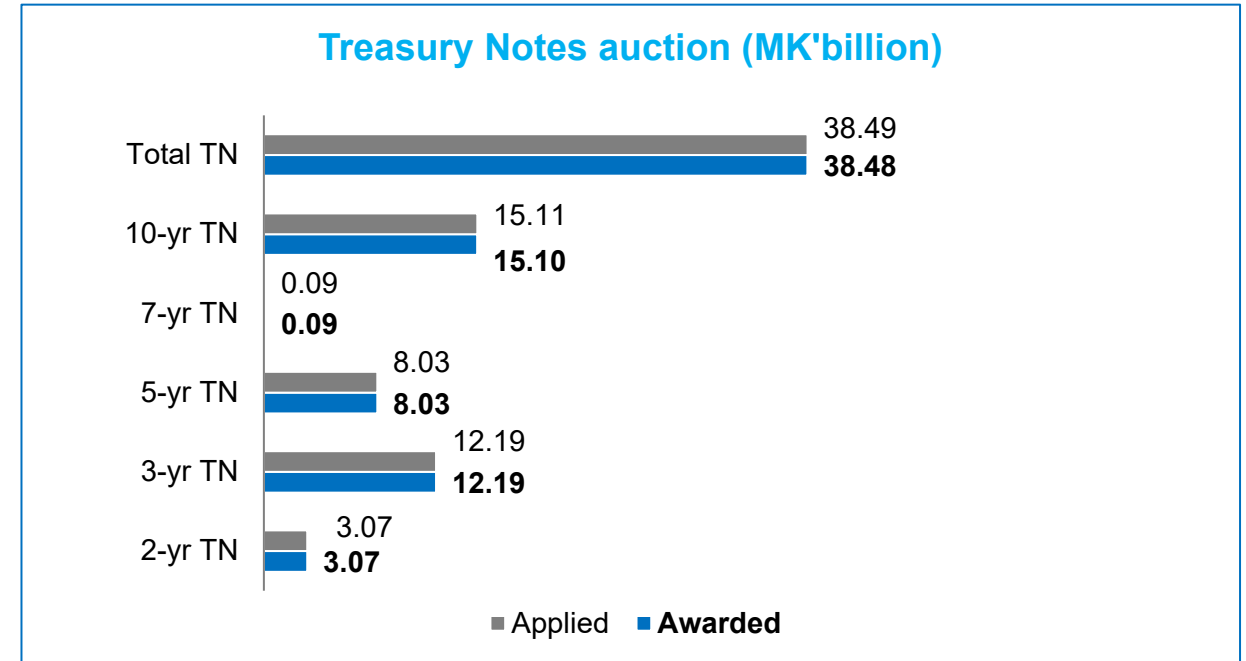 Treasury Notes auction (MK'billion)
Total TN
38.49
38.48
10-yr TN
15.11
15.10
7-yr TN
0.09
0.09
5-yr TN
8.03
8.03
3-yr TN
12.19
12.19
2-yr TN
3.07
3.07
Applied Awarded